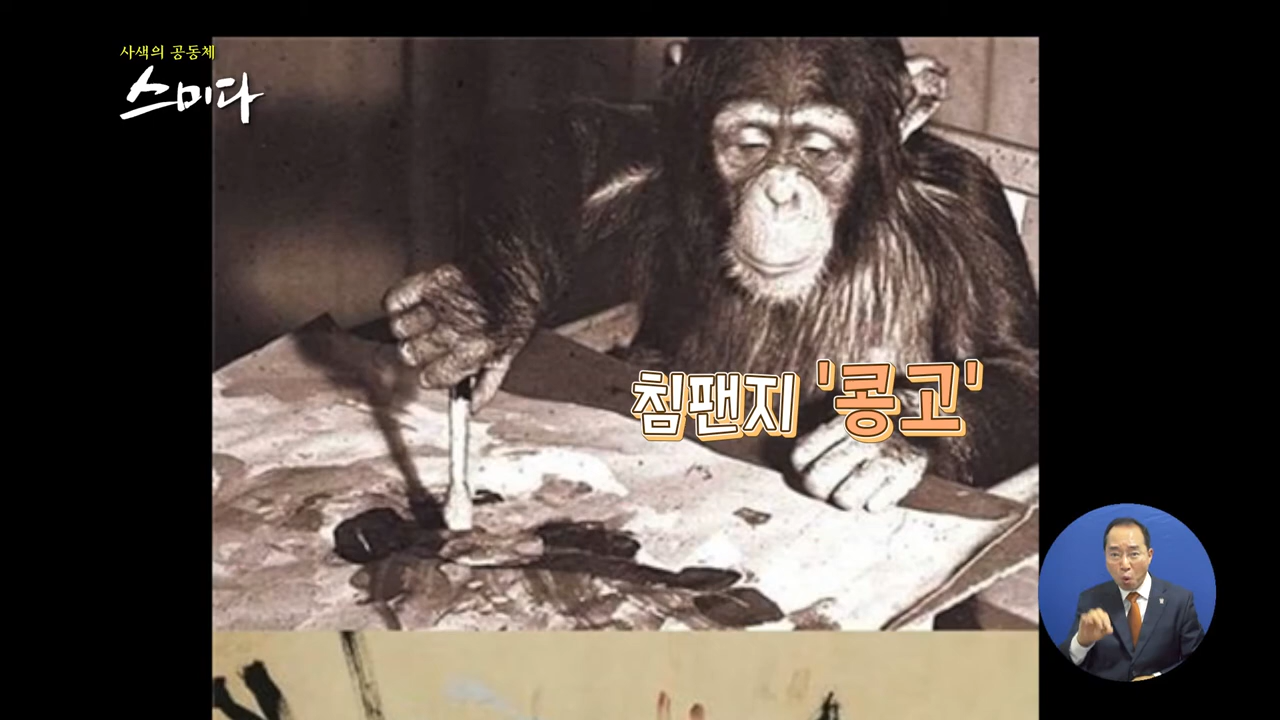 사색의 공동체
스미다
침팬지 '콩고'